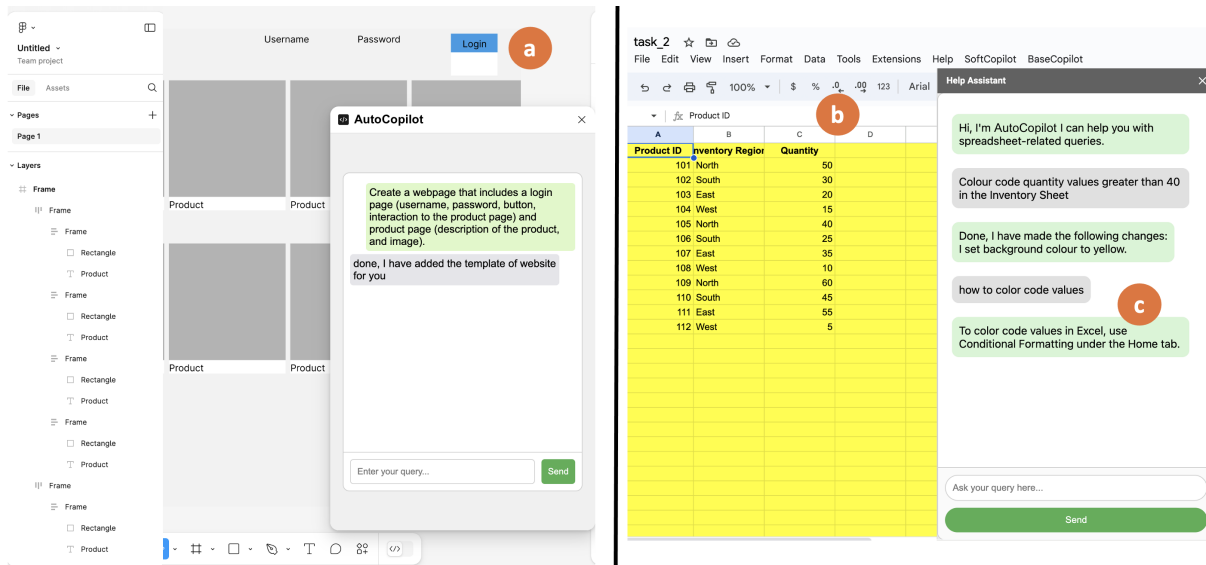 Untitled
Team project
File Assets
Pages
Page 1
Layers
Frame
Frame
Frame
Rectangle
Product
Frame
Rectangle
Product
Frame
Rectangle
Product
Frame
Rectangle
Product
Frame
Frame
Rectangle
Product
Username Password Login
a
Product Product
Product Product
AutoCopilot
Create a webpage that includes a login
page (username, password, button,
interaction to the product page) and
product page (description of the product,
and image).
done, I have added the template of website
for you
Enter your query... Send
task_2
File Edit View Insert Format Data Tools Extensions Help SoftCopilot BaseCopilot
100% $ % .0 .00 123 Arial
b
fx Product ID
A B C D
Product ID nventory Region Quantity
101 North 50
102 South 30
103 East 20
104 West 15
105 North 40
106 South 25
107 East 35
108 West 10
109 North 60
110 South 45
111 East 55
112 West 5
Help Assistant
Hi, I'm AutoCopilot I can help you with
spreadsheet-related queries.
Colour code quantity values greater than 40
in the Inventory Sheet
Done, I have made the following changes:
I set background colour to yellow.
how to color code values
c
To color code values in Excel, use
Conditional Formatting under the Home tab.
Ask your query here...
Send